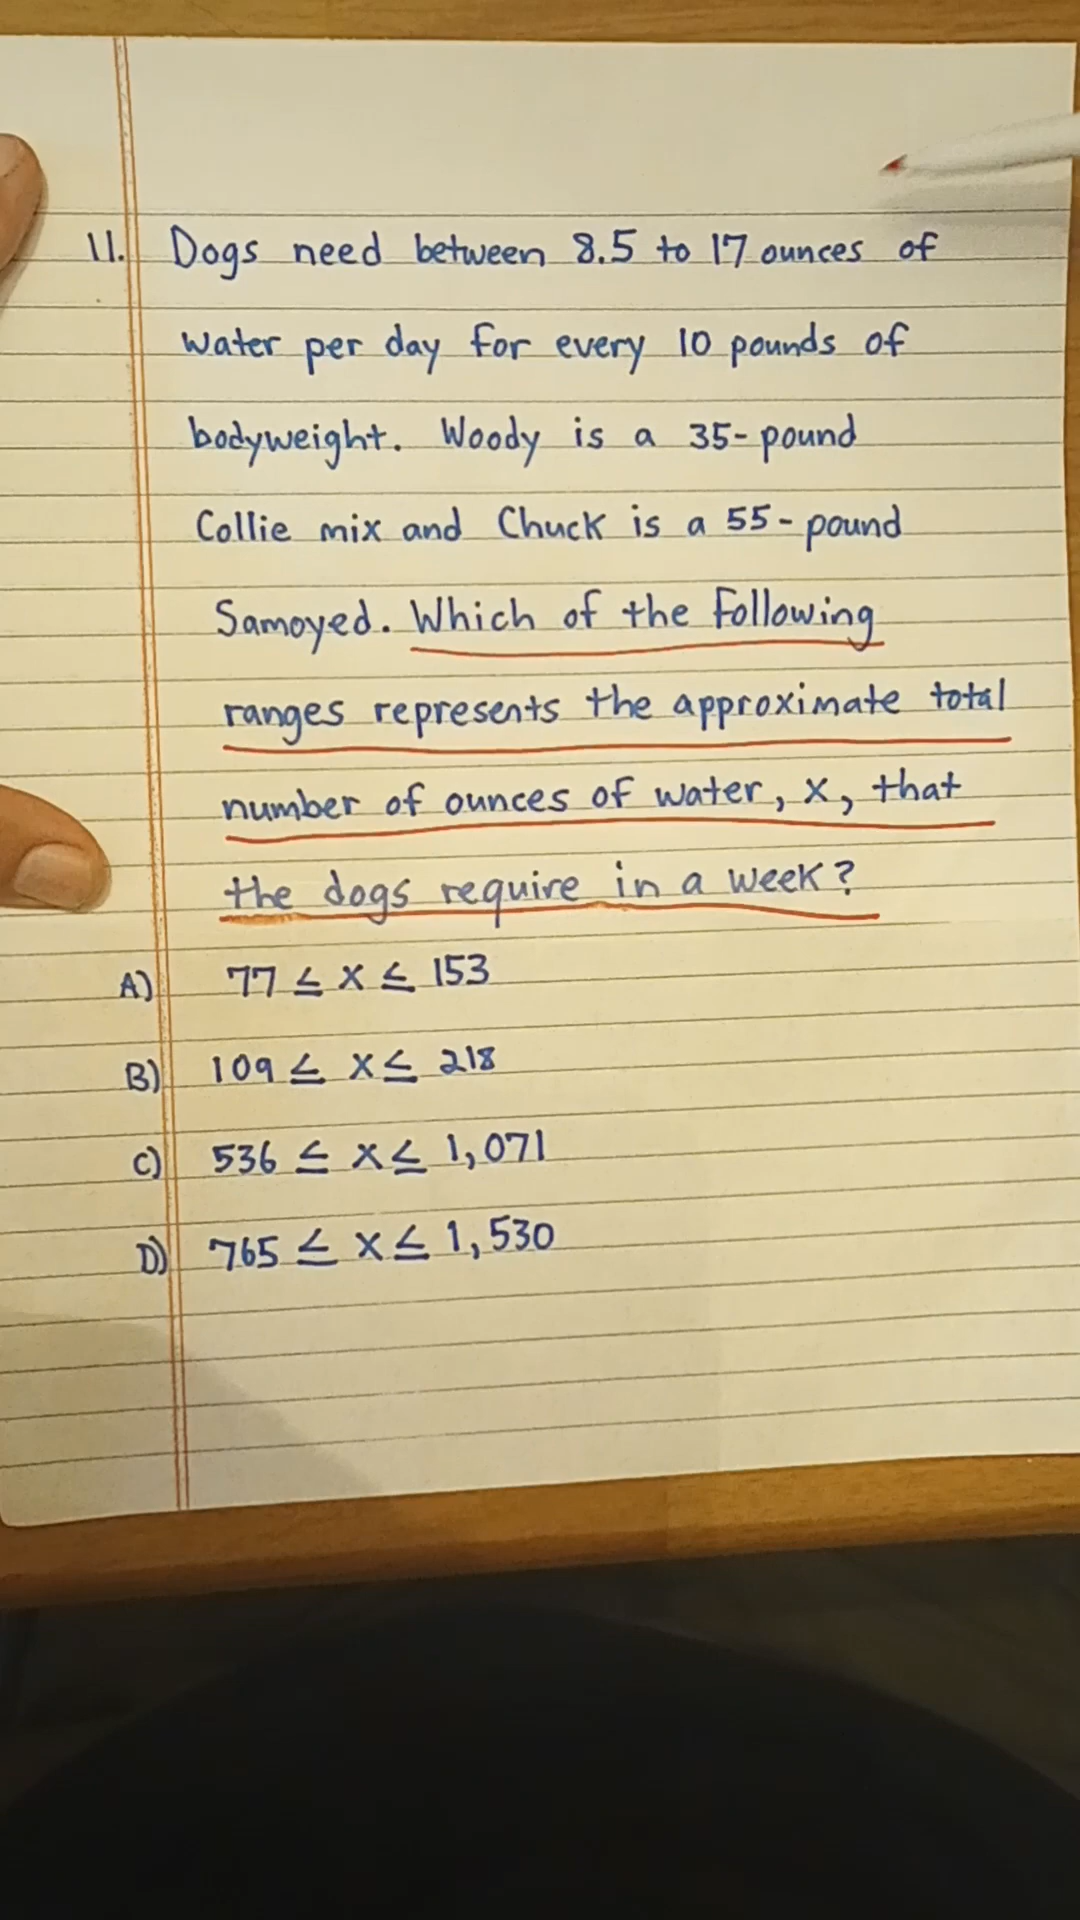 11. Dogs need between 8.5 to 17 ounces of
water per day for every 10 pounds of
bodyweight. Woody is a 35-pound
Collie mix and Chuck is a 55-pound
Samoyed. Which of the following
ranges represents the approximate total
number of ounces of water, x, that
the dogs require in a week?
A) 77 ≤ x ≤ 153
B) 109 ≤ x ≤ 218
C) 536 ≤ x ≤ 1,071
D) 765 ≤ x ≤ 1,530